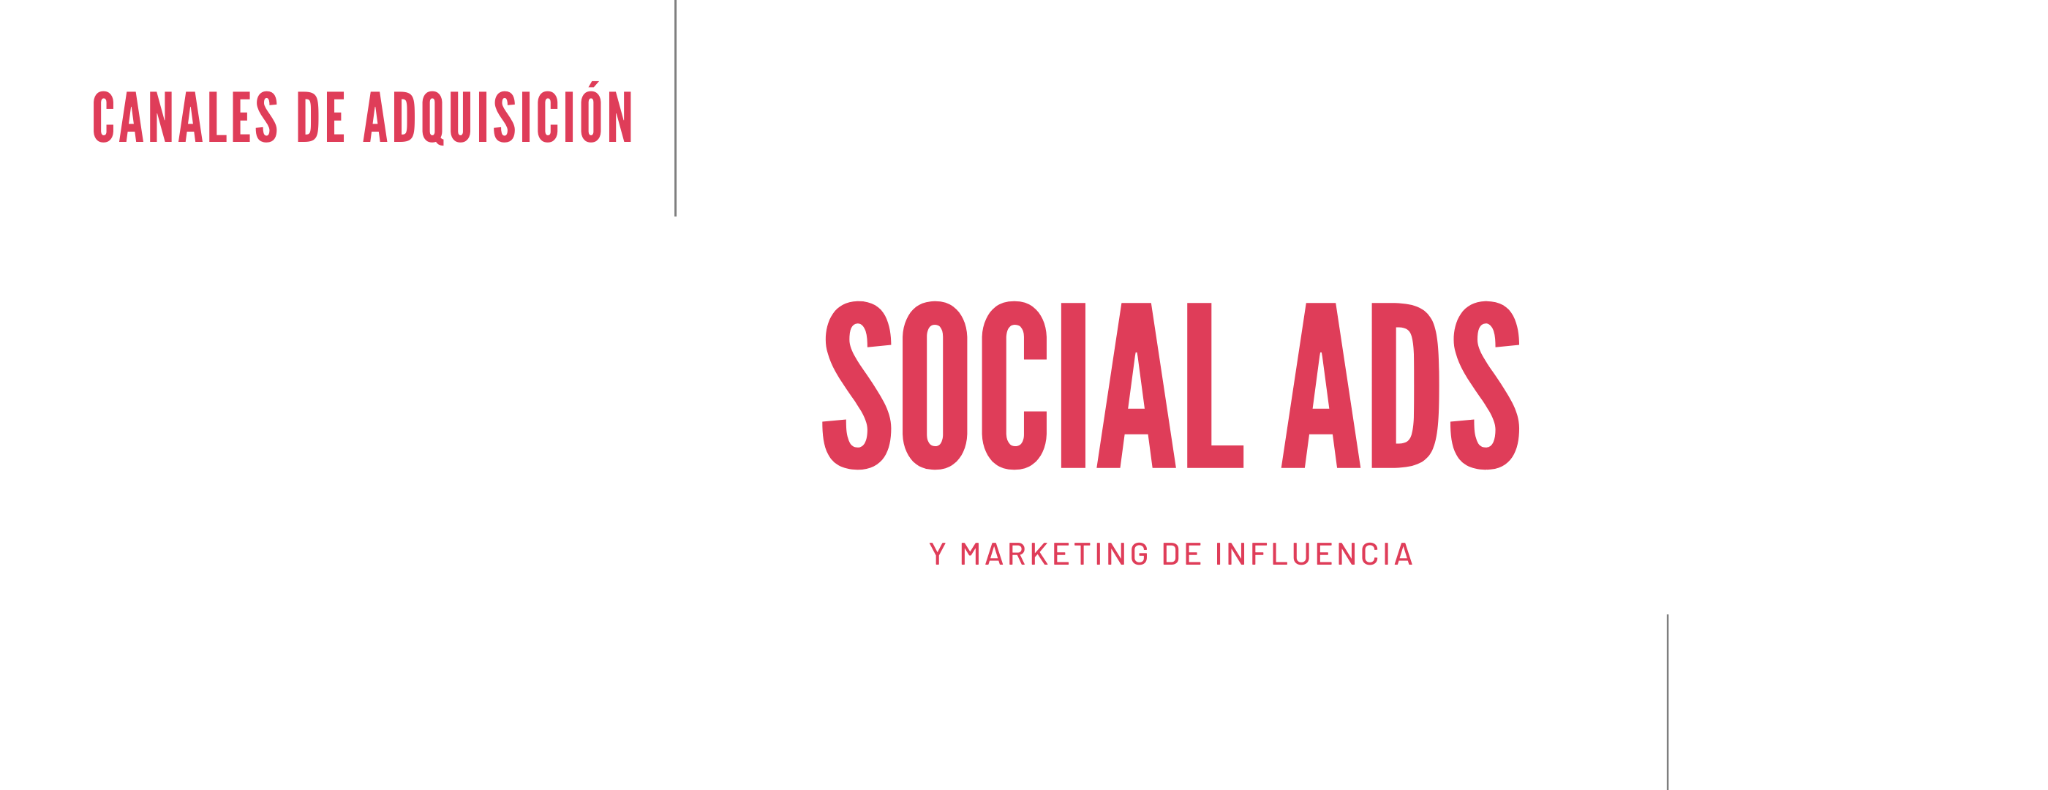 CANALES DE ADQUISICIÓN
SOCIAL ADS
Y MARKETING DE INFLUENCIA